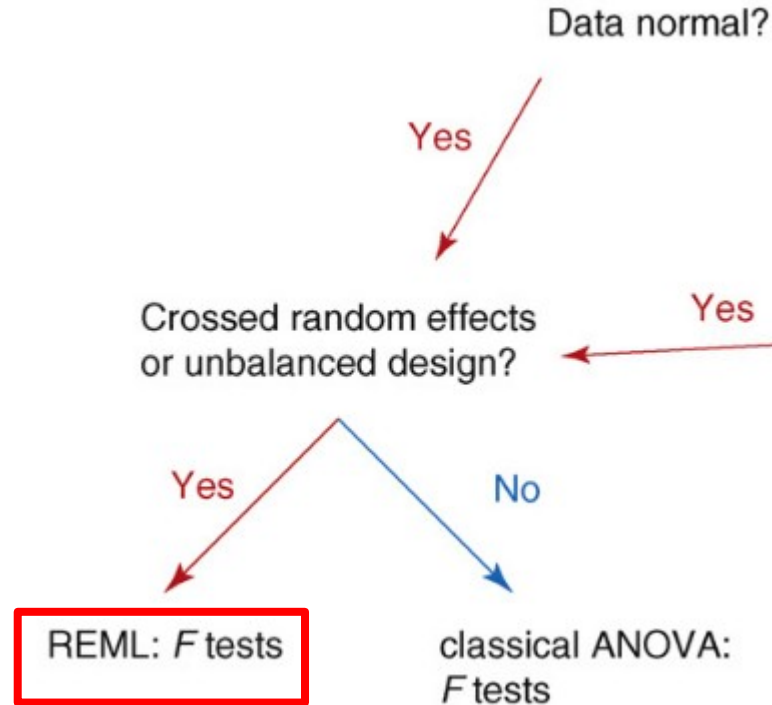 Data normal?
Yes
Crossed random effects
or unbalanced design?
Yes
Yes
No
REML: F tests
classical ANOVA:
F tests